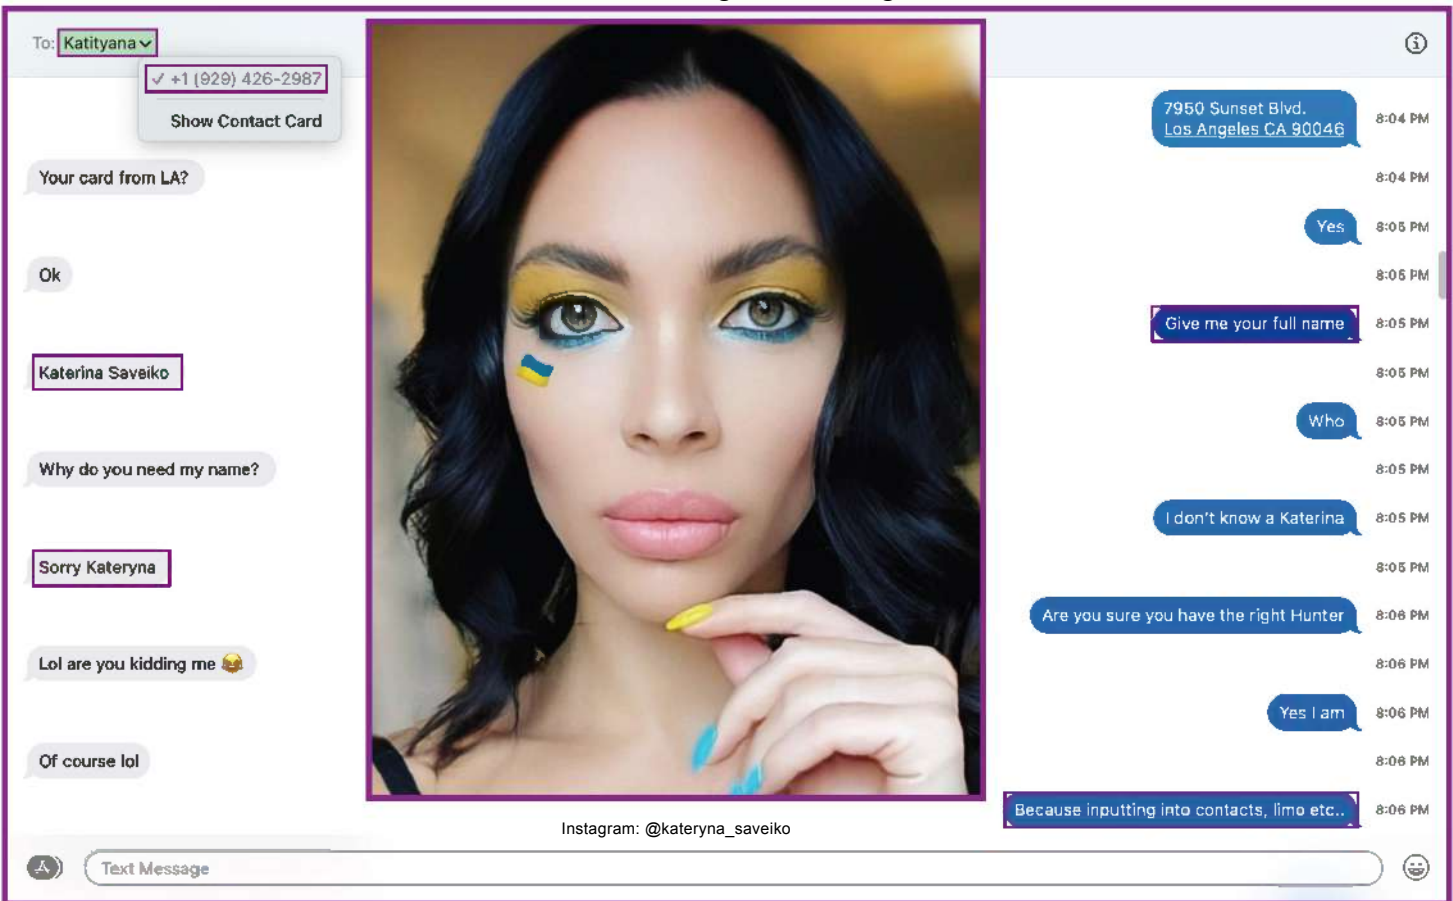 To: Katityana
✓ +1 (929) 426-2987
Show Contact Card
7950 Sunset Blvd.
Los Angeles CA 90046
8:04 PM
Your card from LA?
8:04 PM
Yes
8:05 PM
Ok
8:05 PM
Give me your full name
8:05 PM
Katerina Saveiko
8:05 PM
Who
8:05 PM
Why do you need my name?
8:05 PM
I don't know a Katerina
8:05 PM
Sorry Kateryna
8:05 PM
Are you sure you have the right Hunter
8:06 PM
Lol are you kidding me 😂
8:06 PM
Yes I am
8:06 PM
Of course lol
8:06 PM
Because inputting into contacts, limo etc..
8:06 PM
Instagram: @kateryna_saveiko
Text Message